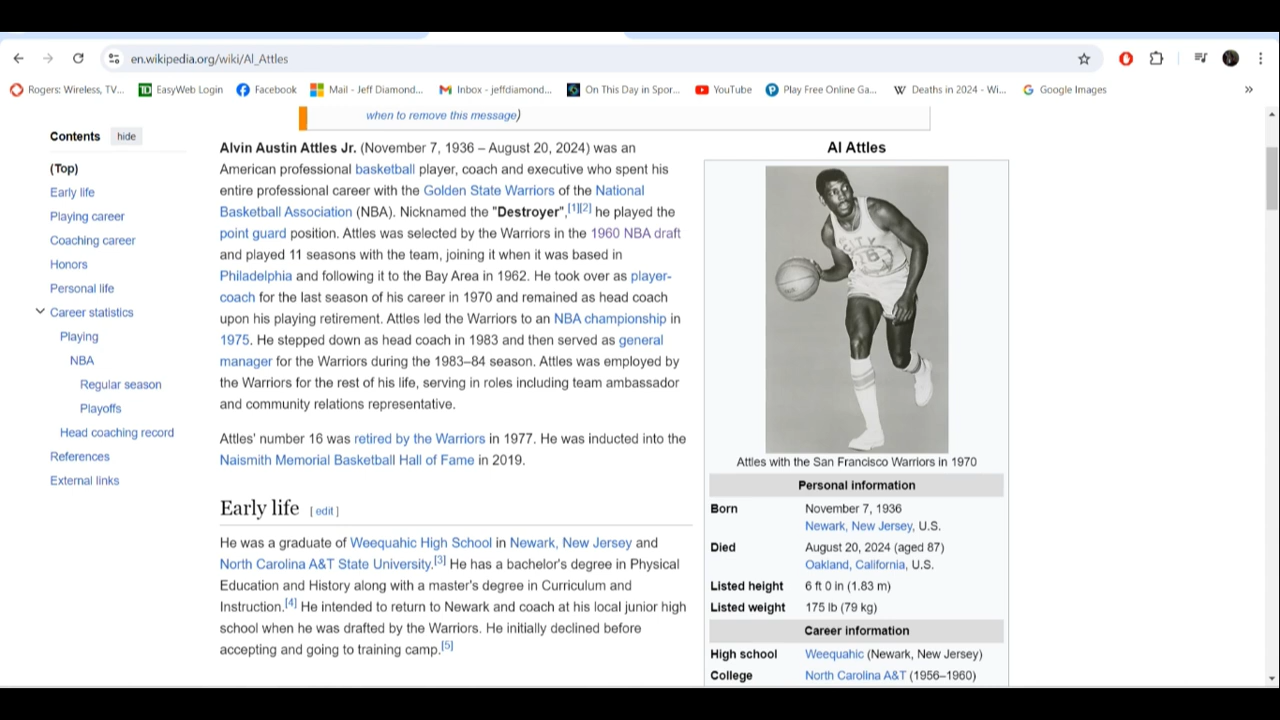 en.wikipedia.org/wiki/Al_Attles
Rogers: Wireless, TV...
EasyWeb Login
Facebook
Mail - Jeff Diamond...
Inbox - jeffdiamond...
On This Day in Spor...
YouTube
Play Free Online Ga...
W Deaths in 2024 - Wi...
Google Images
»
when to remove this message)
Contents hide
(Top)
Early life
Playing career
Coaching career
Honors
Personal life
Career statistics
Playing
NBA
Regular season
Playoffs
Head coaching record
References
External links
Alvin Austin Attles Jr. (November 7, 1936 – August 20, 2024) was an
American professional basketball player, coach and executive who spent his
entire professional career with the Golden State Warriors of the National
Basketball Association (NBA). Nicknamed the "Destroyer",[1][2] he played the
point guard position. Attles was selected by the Warriors in the 1960 NBA draft
and played 11 seasons with the team, joining it when it was based in
Philadelphia and following it to the Bay Area in 1962. He took over as player-
coach for the last season of his career in 1970 and remained as head coach
upon his playing retirement. Attles led the Warriors to an NBA championship in
1975. He stepped down as head coach in 1983 and then served as general
manager for the Warriors during the 1983–84 season. Attles was employed by
the Warriors for the rest of his life, serving in roles including team ambassador
and community relations representative.
Attles' number 16 was retired by the Warriors in 1977. He was inducted into the
Naismith Memorial Basketball Hall of Fame in 2019.
Early life [ edit ]
He was a graduate of Weequahic High School in Newark, New Jersey and
North Carolina A&T State University.[3] He has a bachelor's degree in Physical
Education and History along with a master's degree in Curriculum and
Instruction.[4] He intended to return to Newark and coach at his local junior high
school when he was drafted by the Warriors. He initially declined before
accepting and going to training camp.[5]
Al Attles
CITY
Attles with the San Francisco Warriors in 1970
Personal information
Born November 7, 1936
Newark, New Jersey, U.S.
Died August 20, 2024 (aged 87)
Oakland, California, U.S.
Listed height 6 ft 0 in (1.83 m)
Listed weight 175 lb (79 kg)
Career information
High school Weequahic (Newark, New Jersey)
College North Carolina A&T (1956–1960)